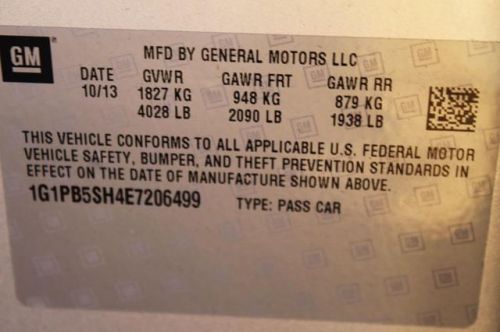 GM MFD BY GENERAL MOTORS LLC
DATE GVWR GAWR FRT GAWR RR
10/13 1827 KG 948 KG 879 KG
4028 LB 2090 LB 1938 LB
THIS VEHICLE CONFORMS TO ALL APPLICABLE U.S. FEDERAL MOTOR
VEHICLE SAFETY, BUMPER, AND THEFT PREVENTION STANDARDS IN
EFFECT ON THE DATE OF MANUFACTURE SHOWN ABOVE.
1G1PB5SH4E7206499 TYPE: PASS CAR